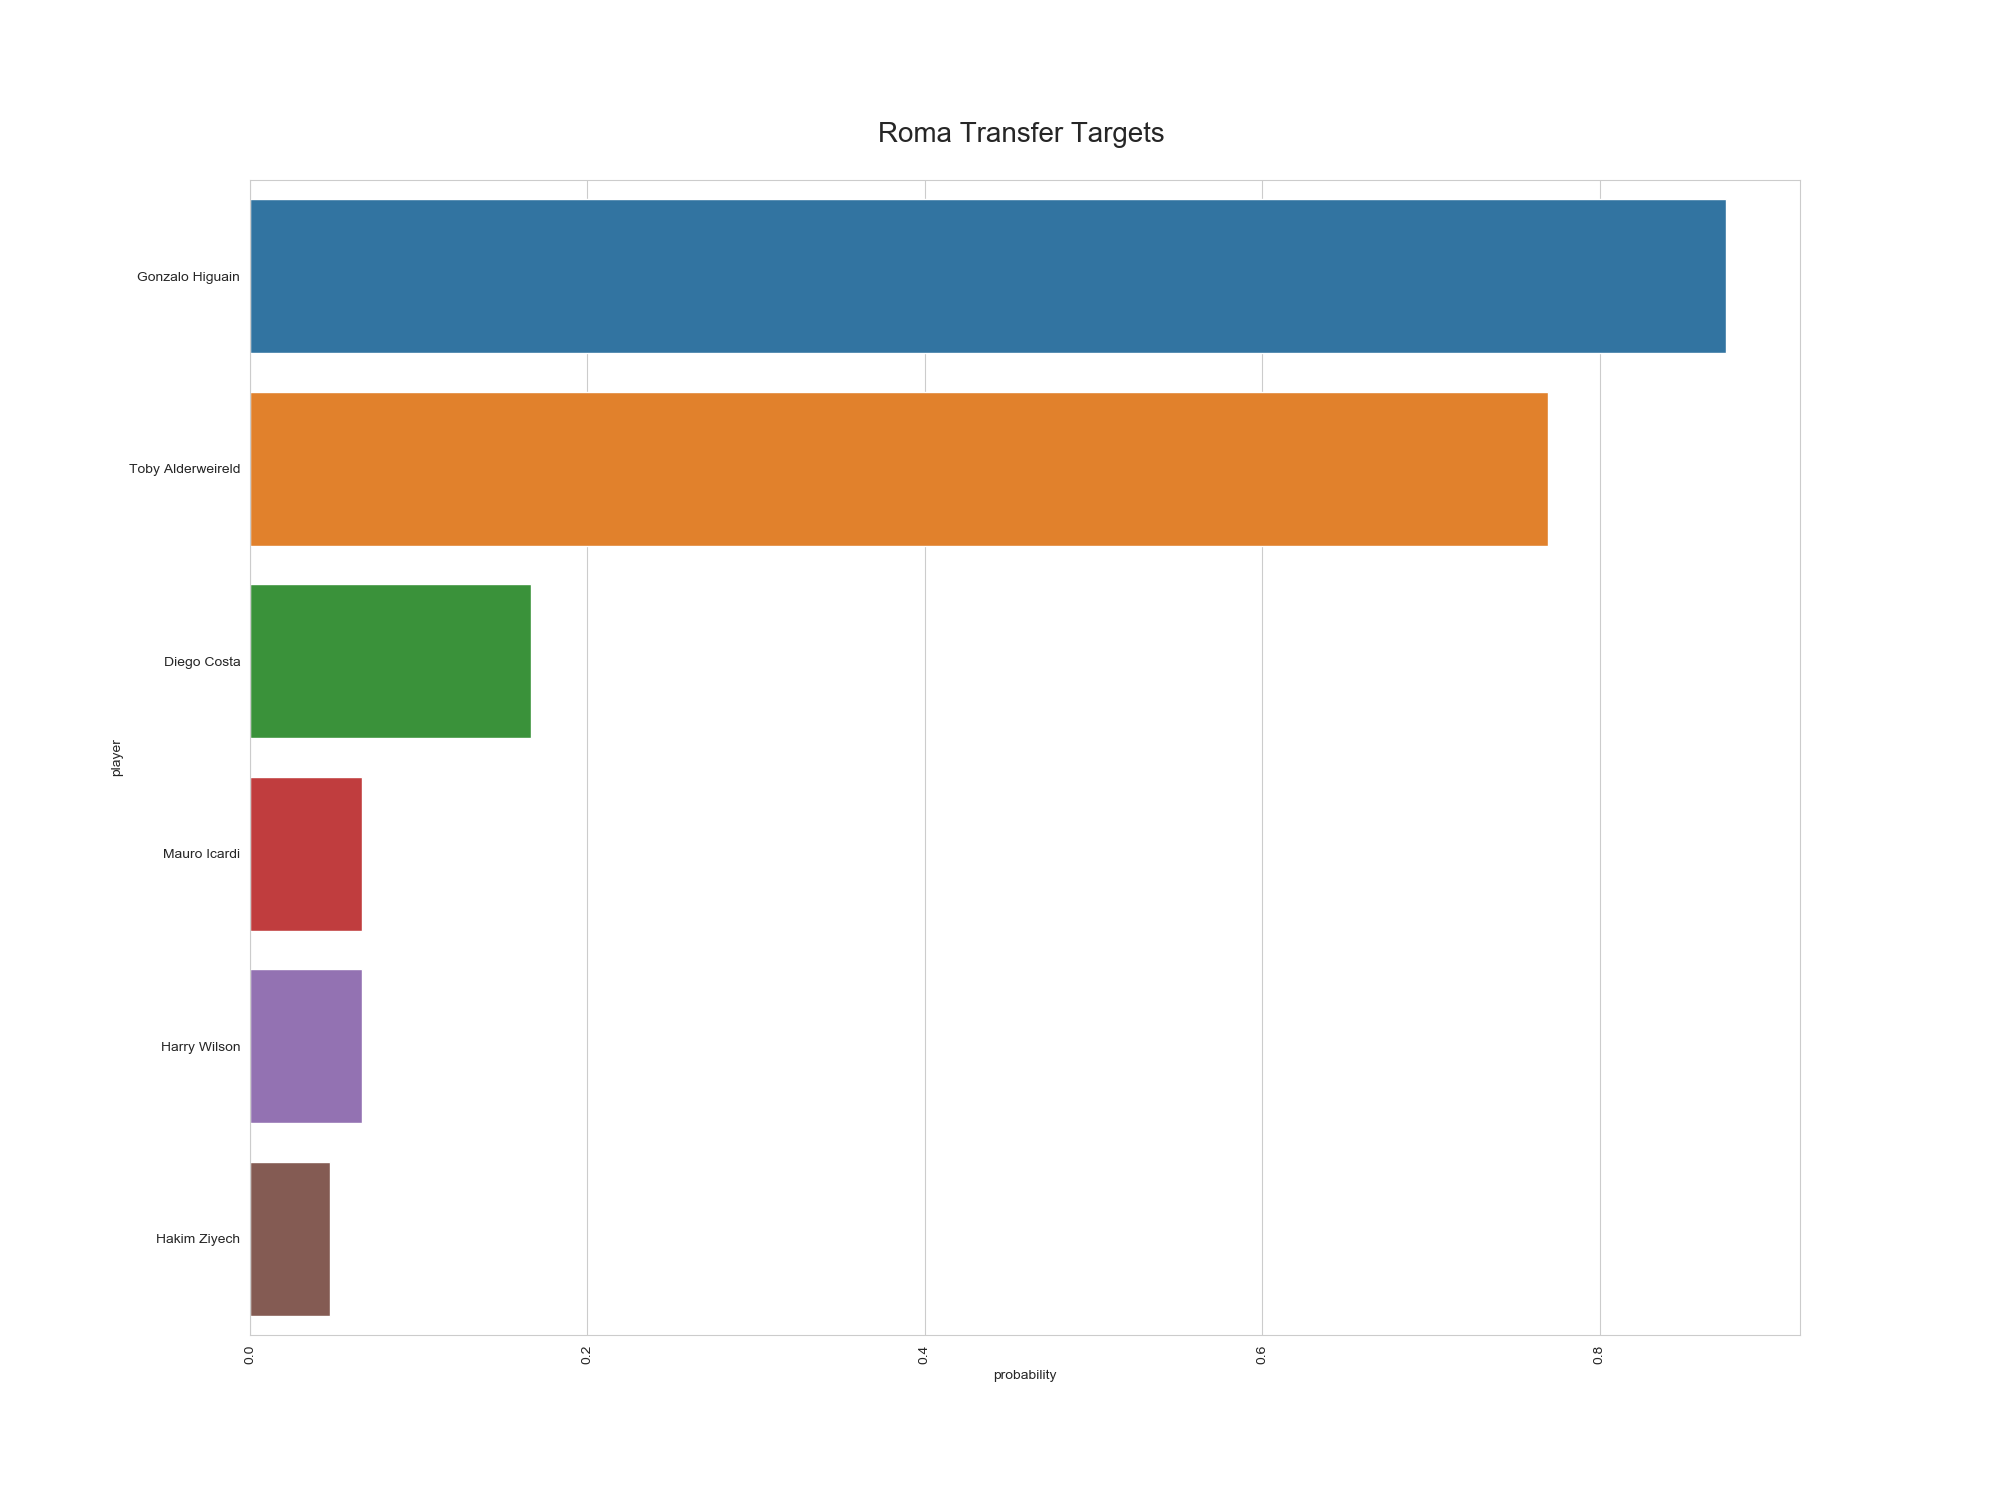 Roma Transfer Targets
Gonzalo Higuain
Toby Alderweireld
Diego Costa
player
Mauro Icardi
Harry Wilson
Hakim Ziyech
0.0
0.2
0.4
0.6
0.8
probability